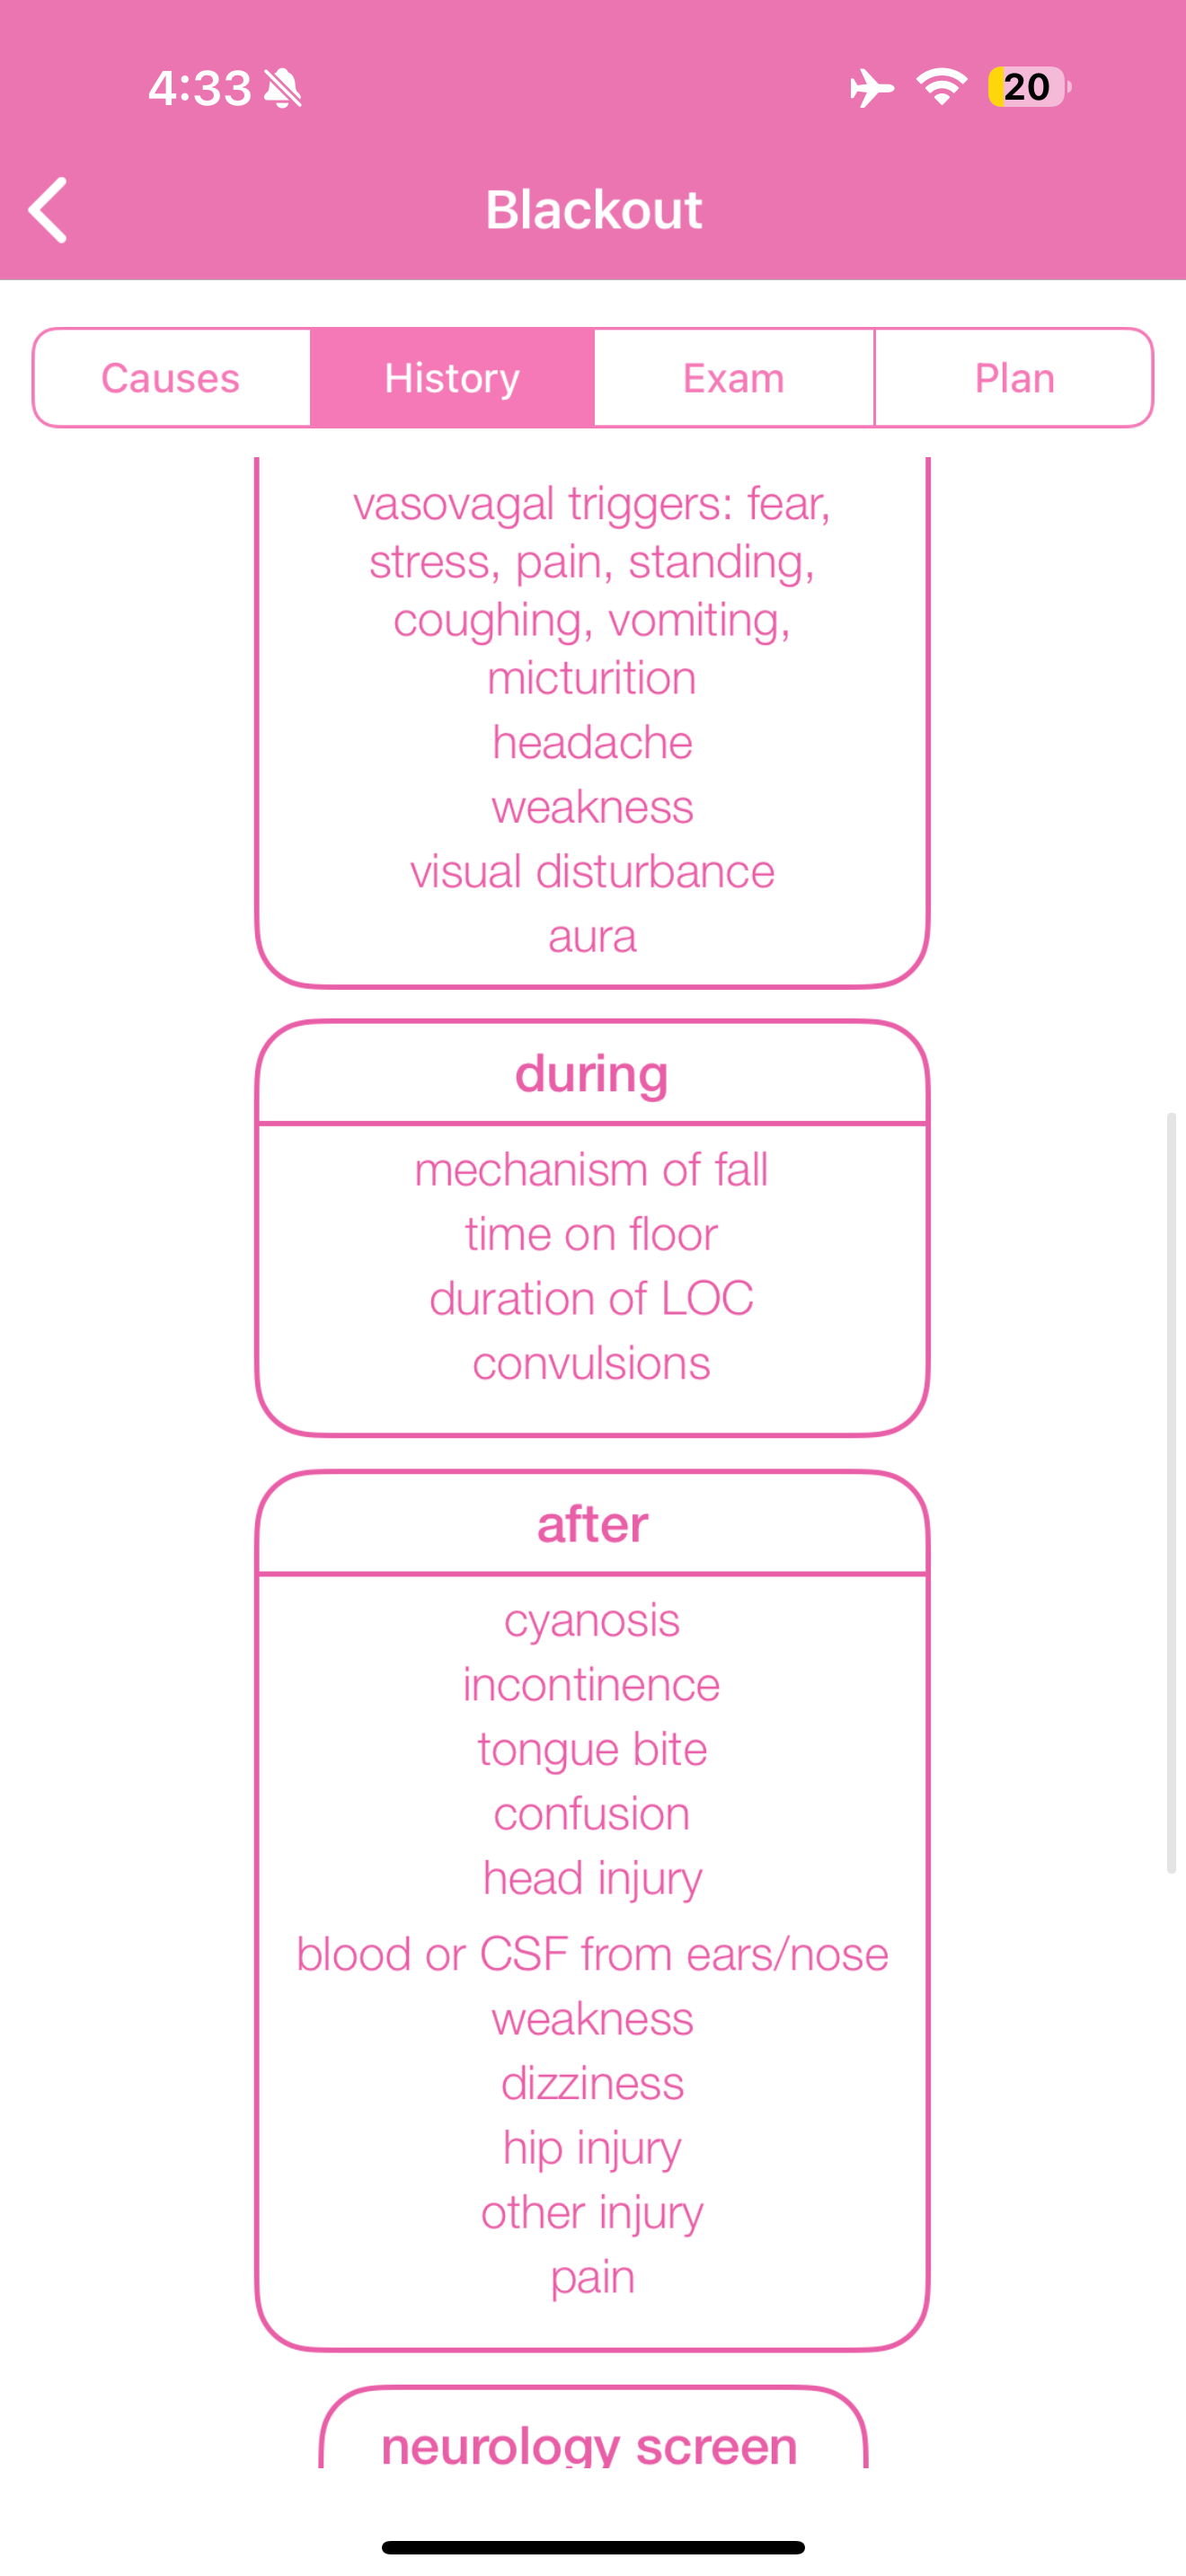 4:33
20
Blackout
Causes
History
Exam
Plan
vasovagal triggers: fear,
stress, pain, standing,
coughing, vomiting,
micturition
headache
weakness
visual disturbance
aura
during
mechanism of fall
time on floor
duration of LOC
convulsions
after
cyanosis
incontinence
tongue bite
confusion
head injury
blood or CSF from ears/nose
weakness
dizziness
hip injury
other injury
pain
neurology screen